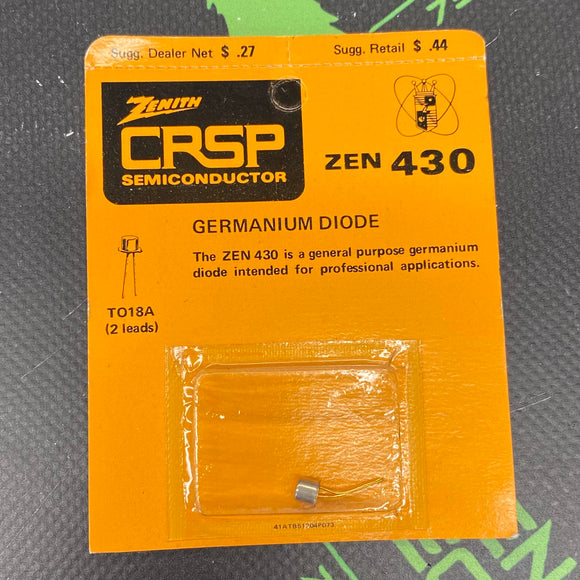 Sugg. Dealer Net $ .27
Sugg. Retail $ .44
ZENITH
CRSP
SEMICONDUCTOR
ZEN 430
GERMANIUM DIODE
The ZEN 430 is a general purpose germanium
diode intended for professional applications.
TO18A
(2 leads)